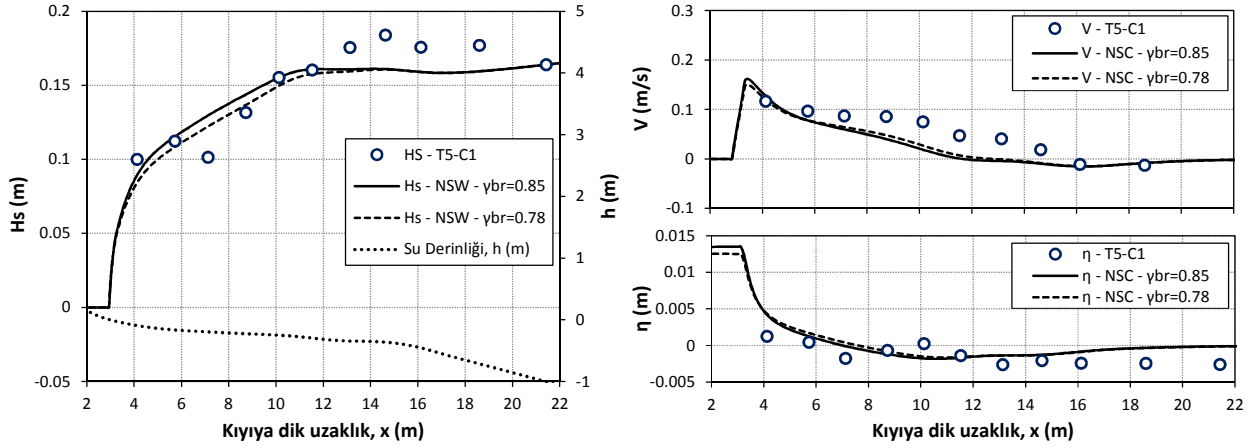 0.2
0.15
0.1
0.05
0
-0.05
Hs (m)
5
4
3
2
1
0
-1
h (m)
HS - T5-C1
Hs - NSW - γbr=0.85
Hs - NSW - γbr=0.78
Su Derinliği, h (m)
2 4 6 8 10 12 14 16 18 20 22
Kıyıya dik uzaklık, x (m)
0.3
0.2
0.1
0
-0.1
V (m/s)
V - T5-C1
V - NSC - γbr=0.85
V - NSC - γbr=0.78
0.015
0.01
0.005
0
-0.005
η (m)
η - T5-C1
η - NSC - γbr=0.85
η - NSC - γbr=0.78
2 4 6 8 10 12 14 16 18 20 22
Kıyıya dik uzaklık, x (m)